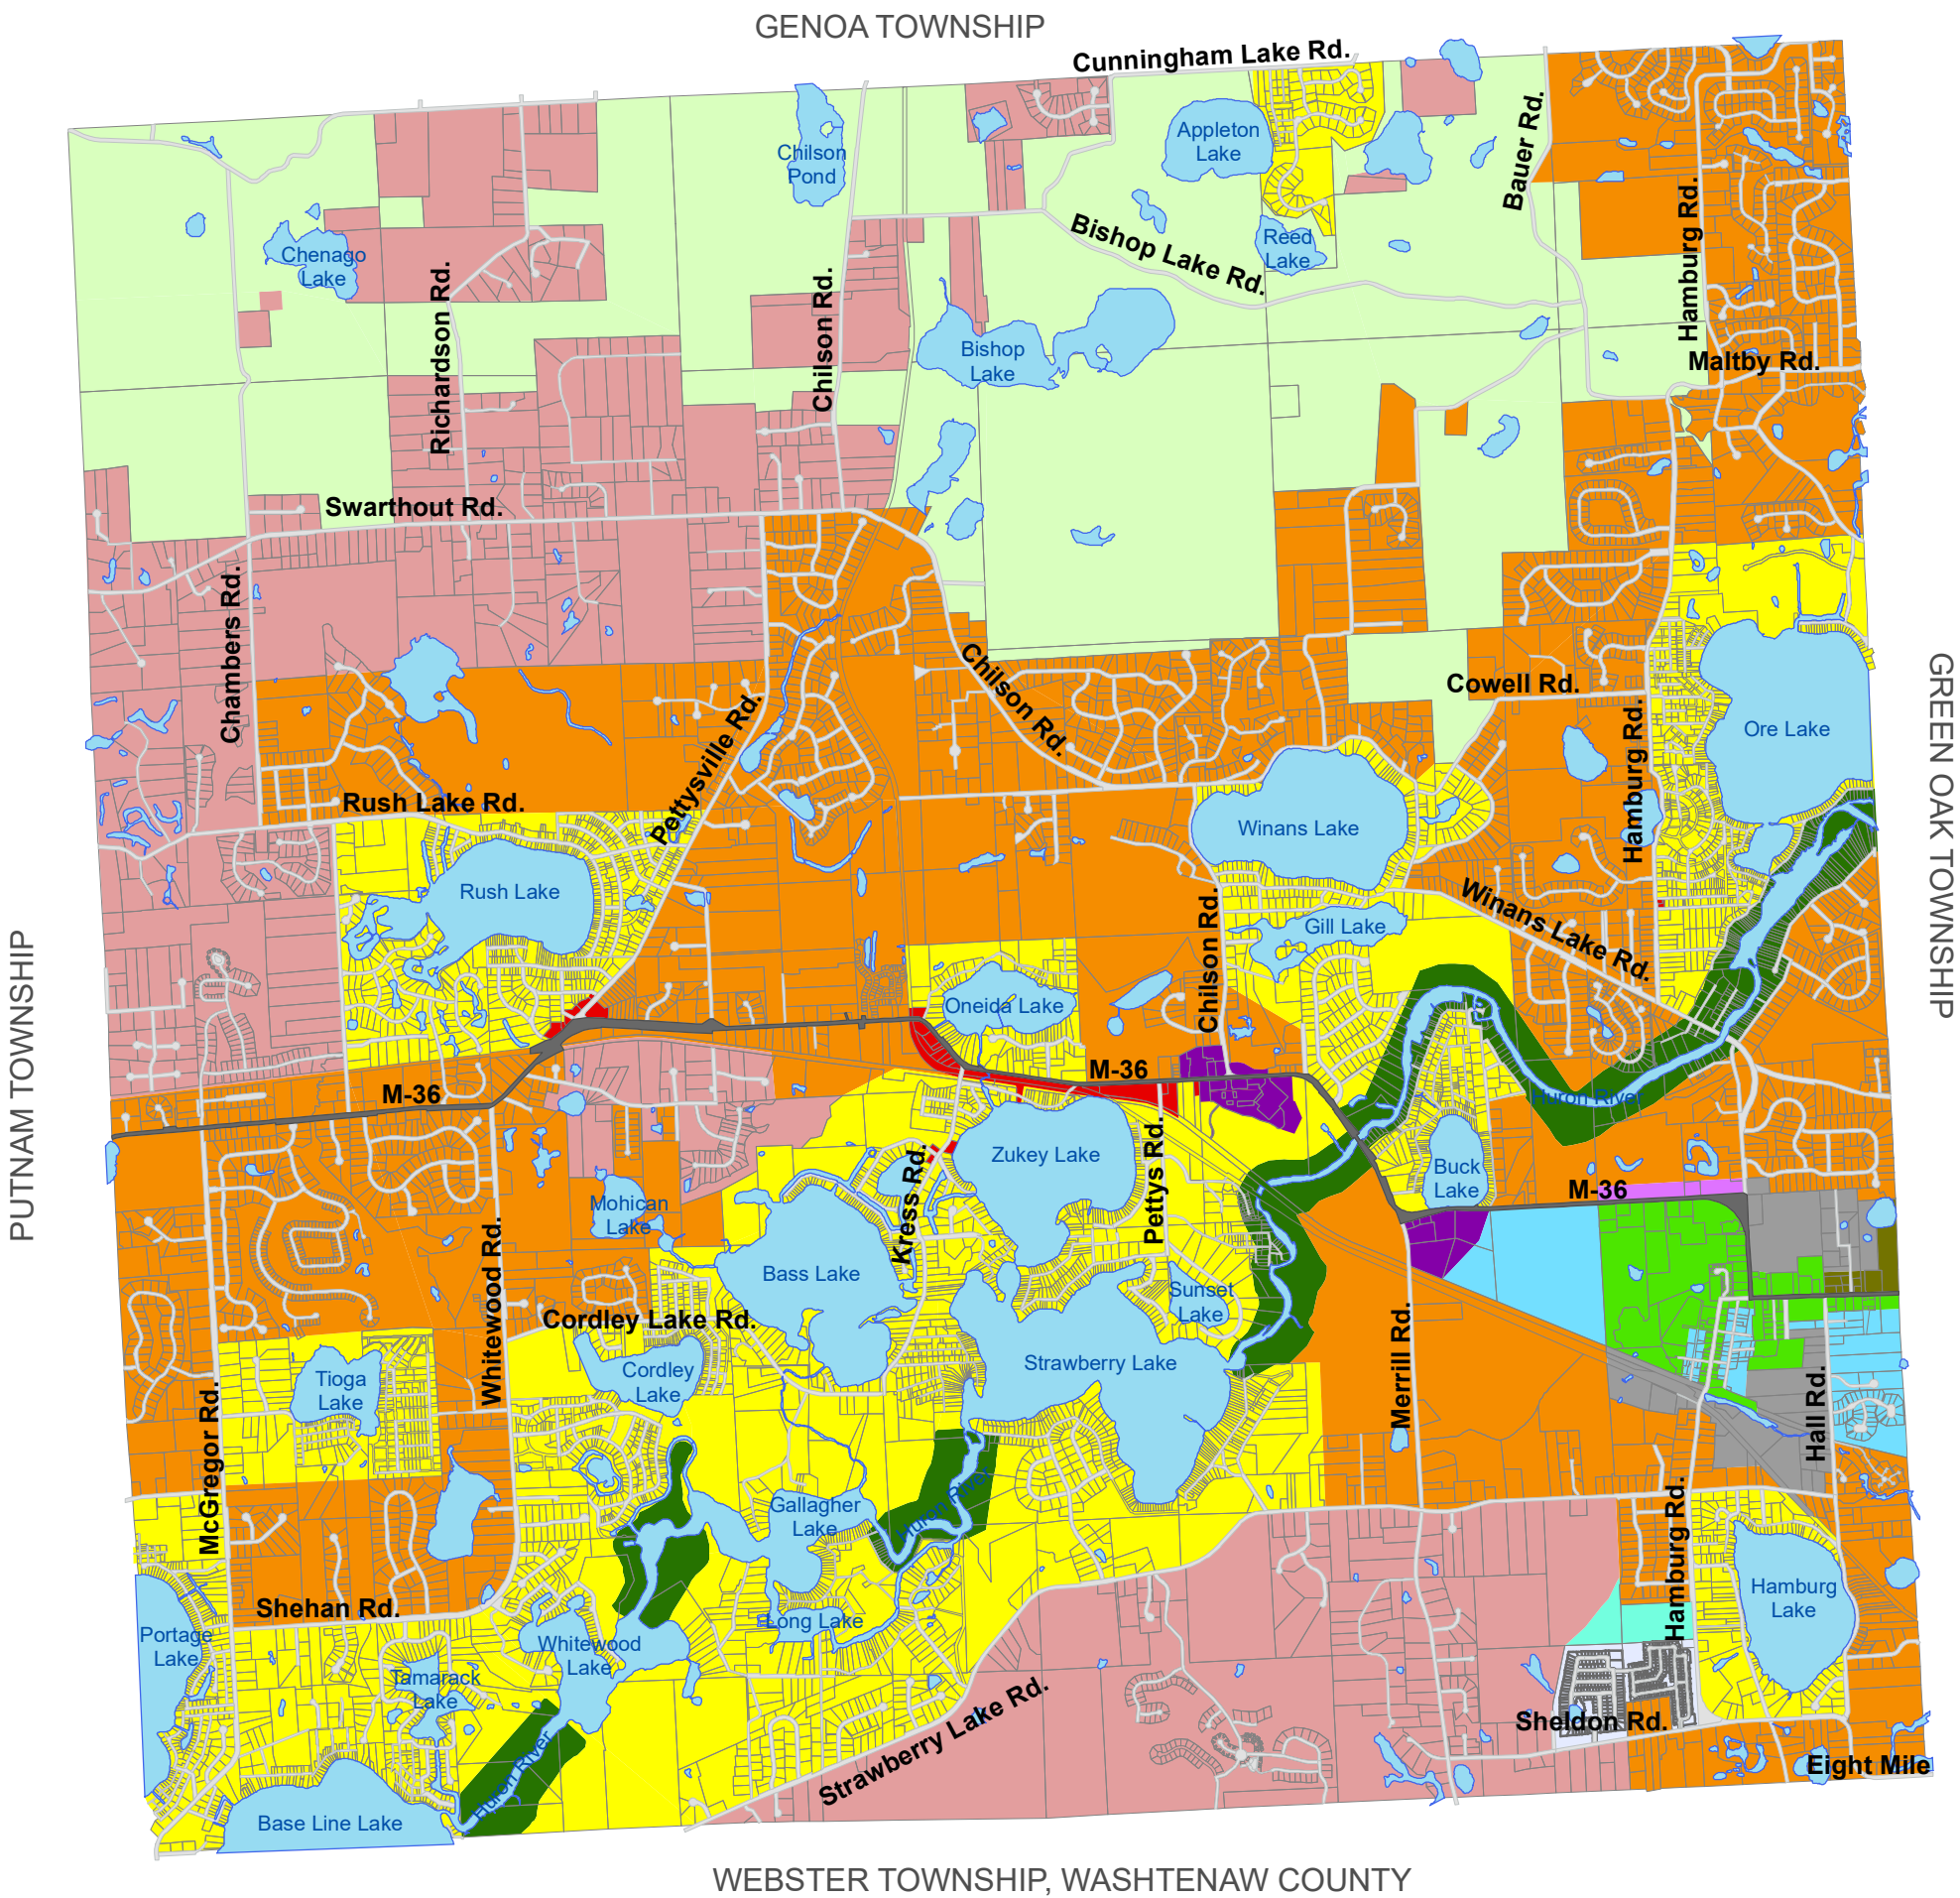 GENOA TOWNSHIP
Cunningham Lake Rd.
Appleton
Lake
Chilson
Pond
Bauer Rd.
Hamburg Rd.
Bishop Lake Rd.
Reed
Lake
Chenago
Lake
Richardson Rd.
Chilson Rd.
Bishop
Lake
Maltby Rd.
Swarthout Rd.
Chambers Rd.
Chilson Rd.
Cowell Rd.
GREEN OAK TOWNSHIP
Ore Lake
Hamburg Rd.
Pettysville Rd.
Rush Lake Rd.
Winans Lake
Rush Lake
Winans Lake Rd.
Gill Lake
Chilson Rd.
PUTNAM TOWNSHIP
Oneida Lake
M-36
M-36
Huron River
Zukey Lake
Pettys Rd.
Kress Rd.
Buck
Lake
M-36
Mohican
Lake
Whitewood Rd.
Bass Lake
Sunset
Lake
Cordley Lake Rd.
Strawberry Lake
Merrill Rd.
Hall Rd.
Cordley
Lake
Tioga
Lake
McGregor Rd.
Gallagher
Lake
Huron River
Hamburg Rd.
Hamburg
Lake
Shehan Rd.
Long Lake
Portage
Lake
Whitewood
Lake
Tamarack
Lake
Strawberry Lake Rd.
Sheldon Rd.
Eight Mile
Huron River
Base Line Lake
WEBSTER TOWNSHIP, WASHTENAW COUNTY